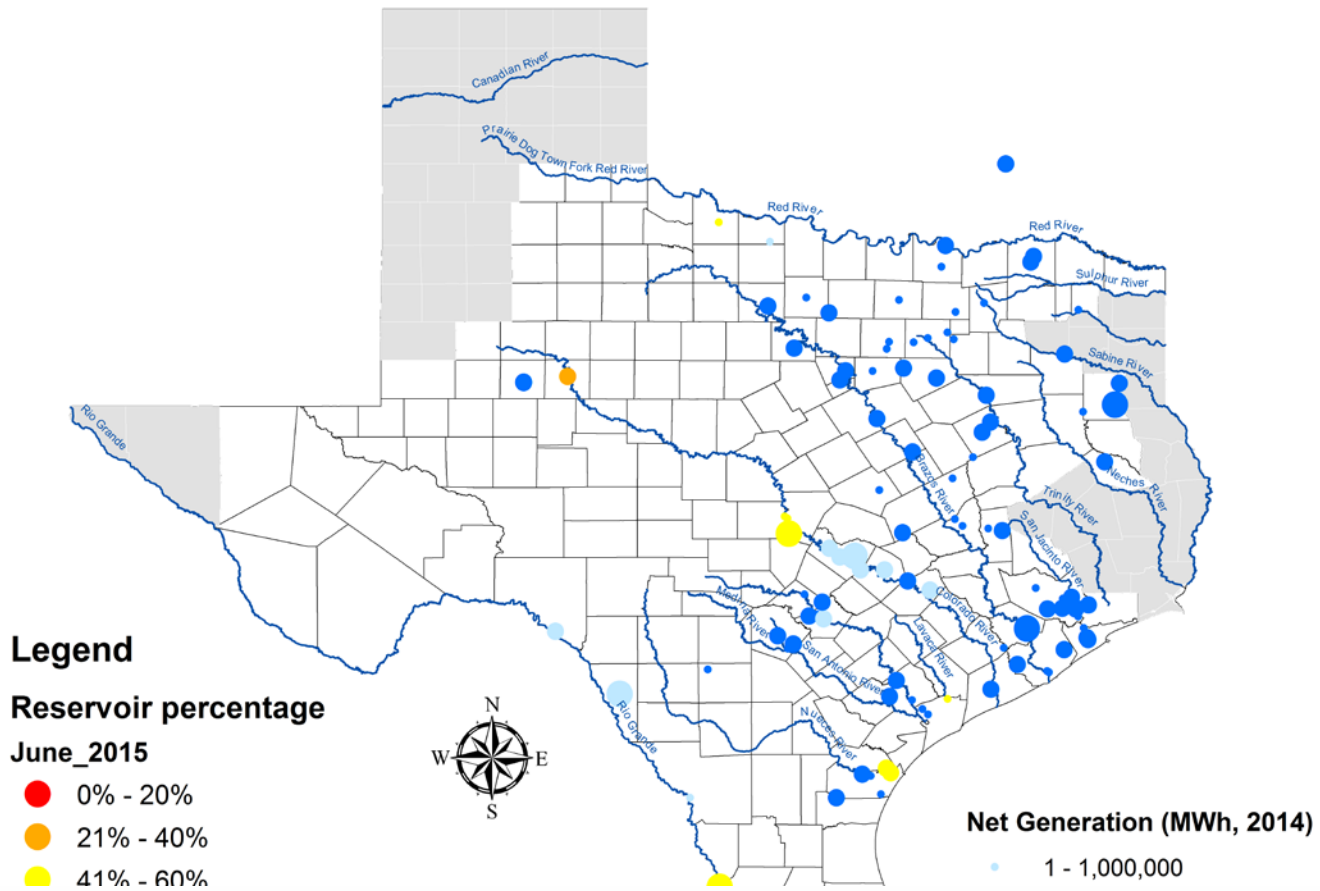 Canadian River
Prairie Dog Town Fork Red River
Red River
Red River
Sulphur River
Sabine River
Rio Grande
Brazos River
Neches River
Trinity River
San Jacinto River
Medina River
Colorado River
Lavaca River
San Antonio River
Legend
Reservoir percentage
N
Nueces River
Rio Grande
June_2015
W E
S
0% - 20%
Net Generation (MWh, 2014)
21% - 40%
1 - 1,000,000
41% - 60%